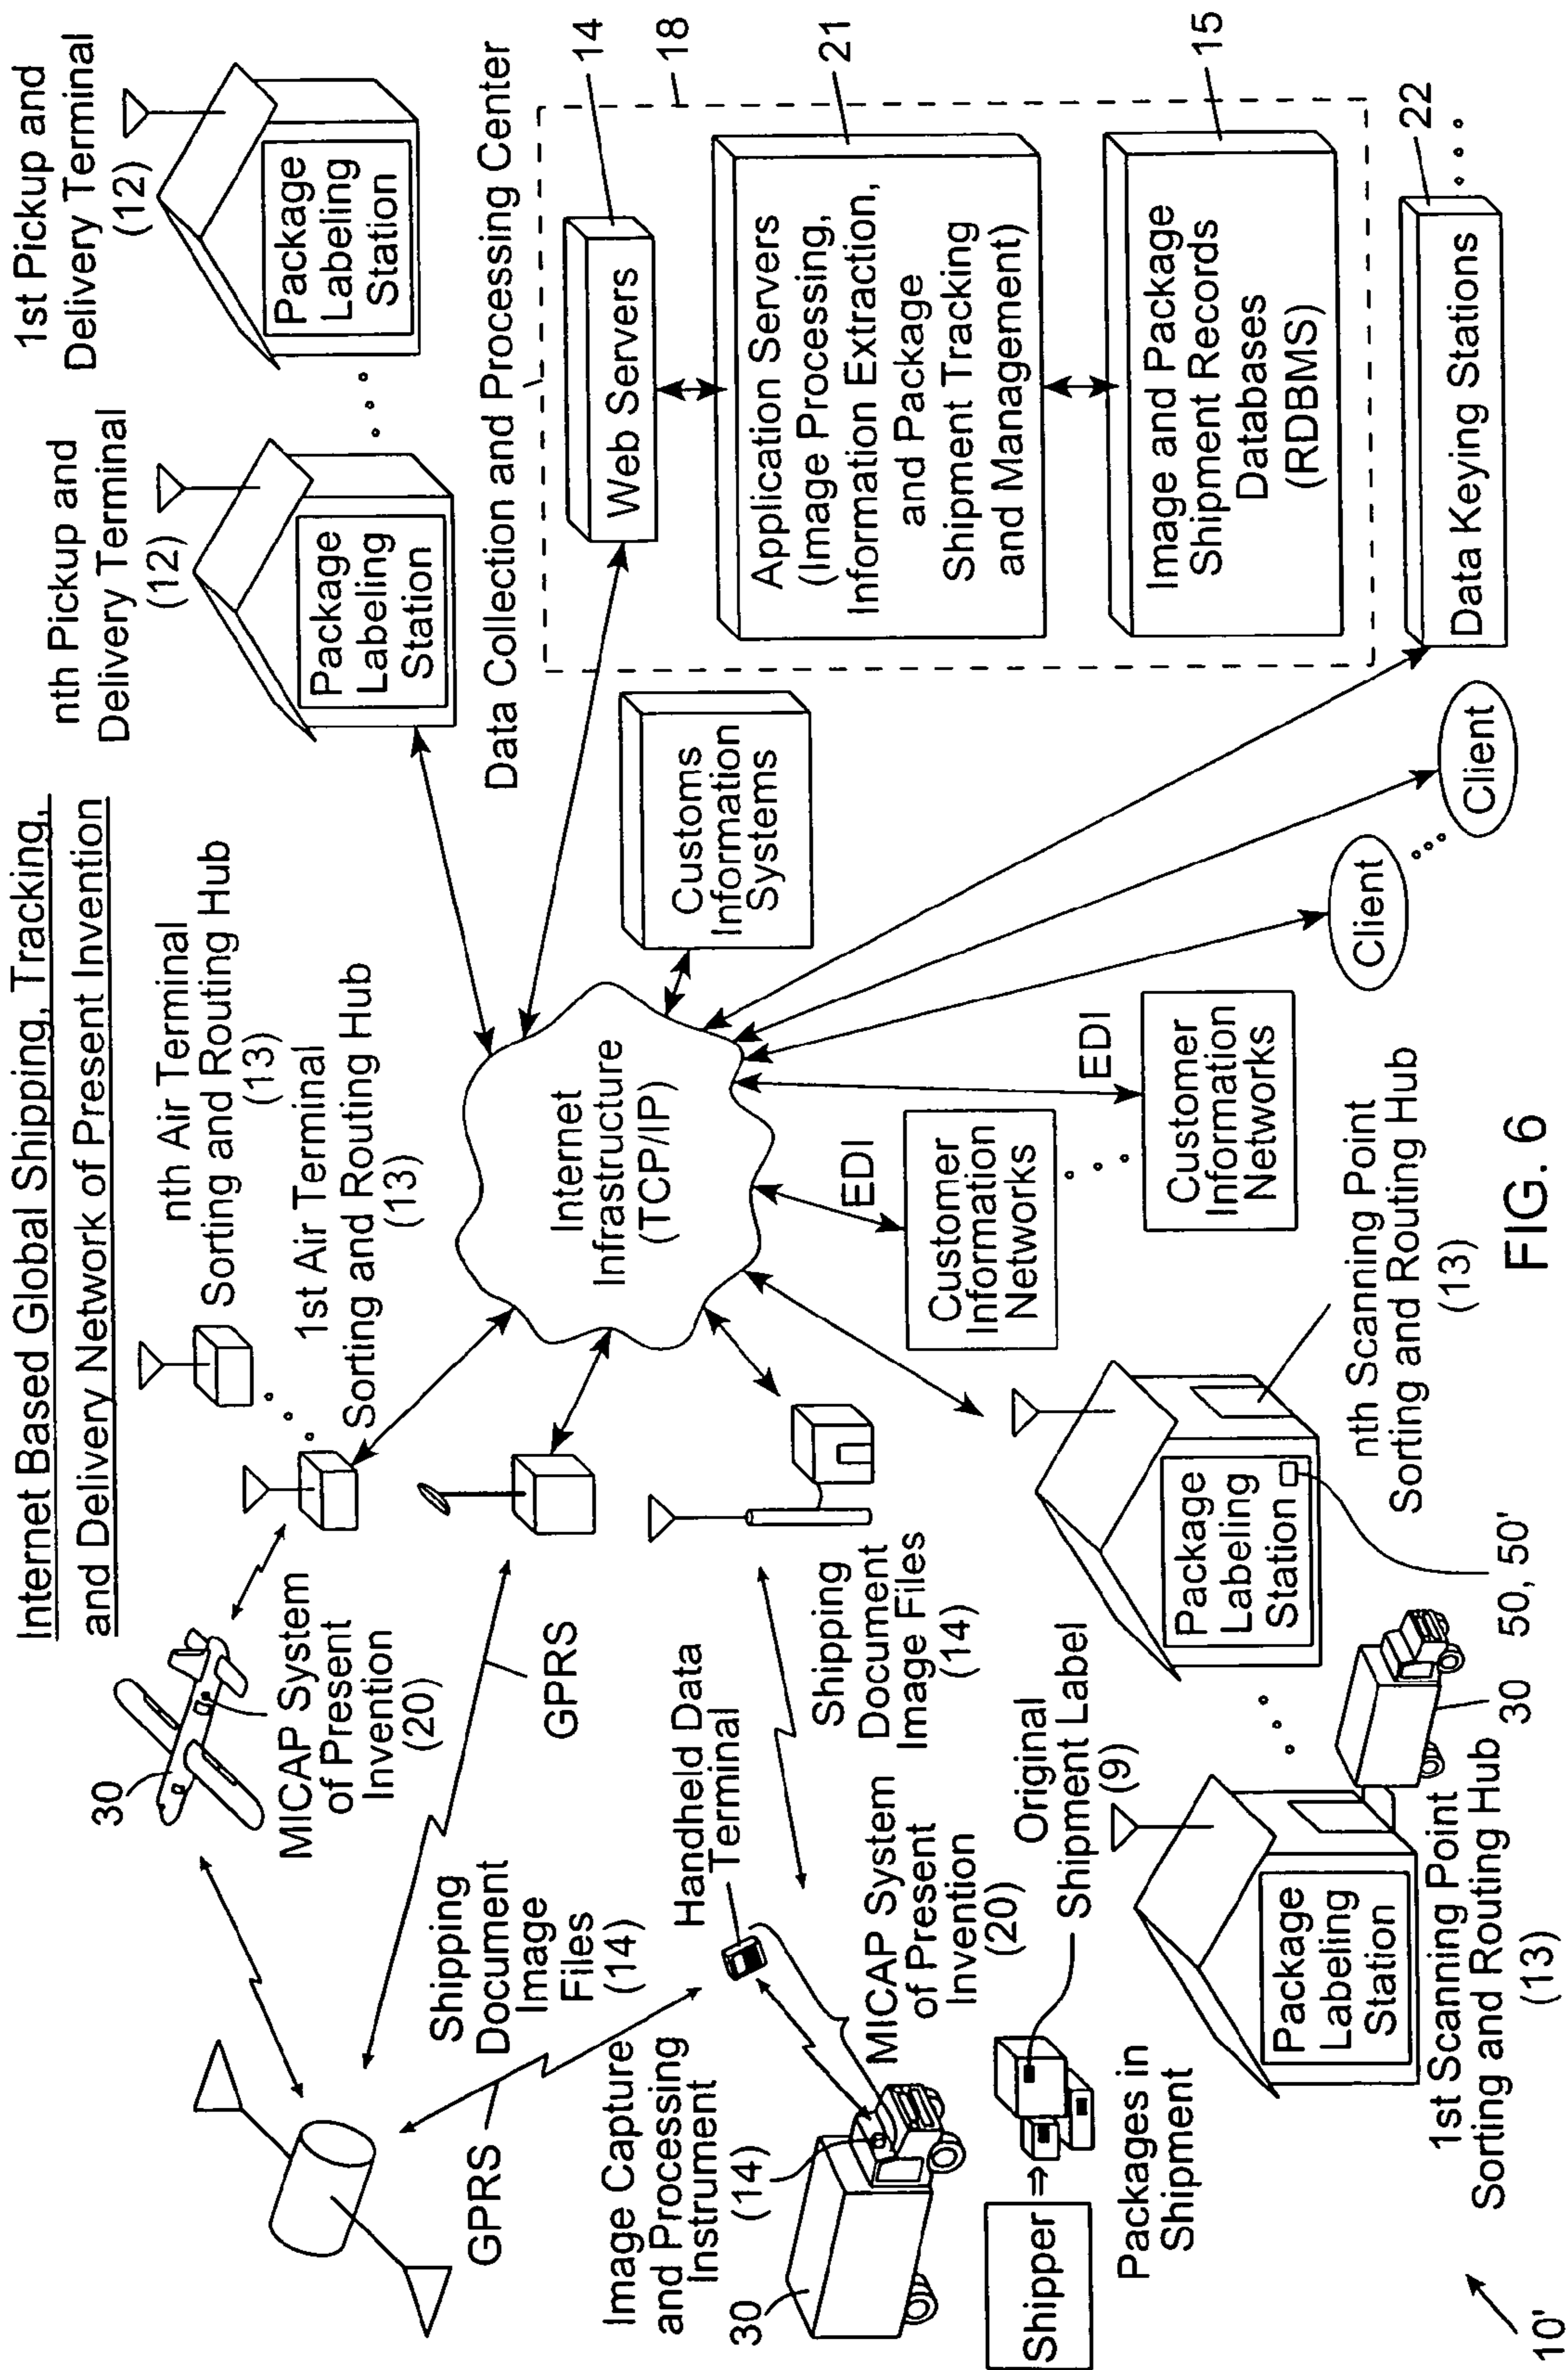 Internet Based Global Shipping, Tracking,
and Delivery Network of Present Invention
30
MICAP System
of Present
Invention
(20)
nth Air Terminal
Sorting and Routing Hub
(13)
1st Air Terminal
Sorting and Routing Hub
(13)
nth Pickup and
Delivery Terminal
(12)
Package
Labeling
Station
1st Pickup and
Delivery Terminal
(12)
Package
Labeling
Station
GPRS
Shipping
Document
Image
Files
(14)
GPRS
Internet
Infrastructure
(TCP/IP)
Data Collection and Processing Center
Web Servers
14
18
Application Servers
(Image Processing,
Information Extraction,
and Package
Shipment Tracking
and Management)
21
Image and Package
Shipment Records
Databases
(RDBMS)
15
Data Keying Stations
22
Customs
Information
Systems
Client
Client
EDI
Customer
Information
Networks
EDI
Customer
Information
Networks
Image Capture
and Processing
Instrument
(14)
30
Handheld Data
Terminal
Shipping
Document
Image Files
(14)
MICAP System
of Present
Invention
(20)
Original
Shipment Label
(9)
Shipper
Packages in
Shipment
Package
Labeling
Station
1st Scanning Point
Sorting and Routing Hub
(13)
30
Package
Labeling
Station
50, 50'
nth Scanning Point
Sorting and Routing Hub
(13)
10'
FIG. 6